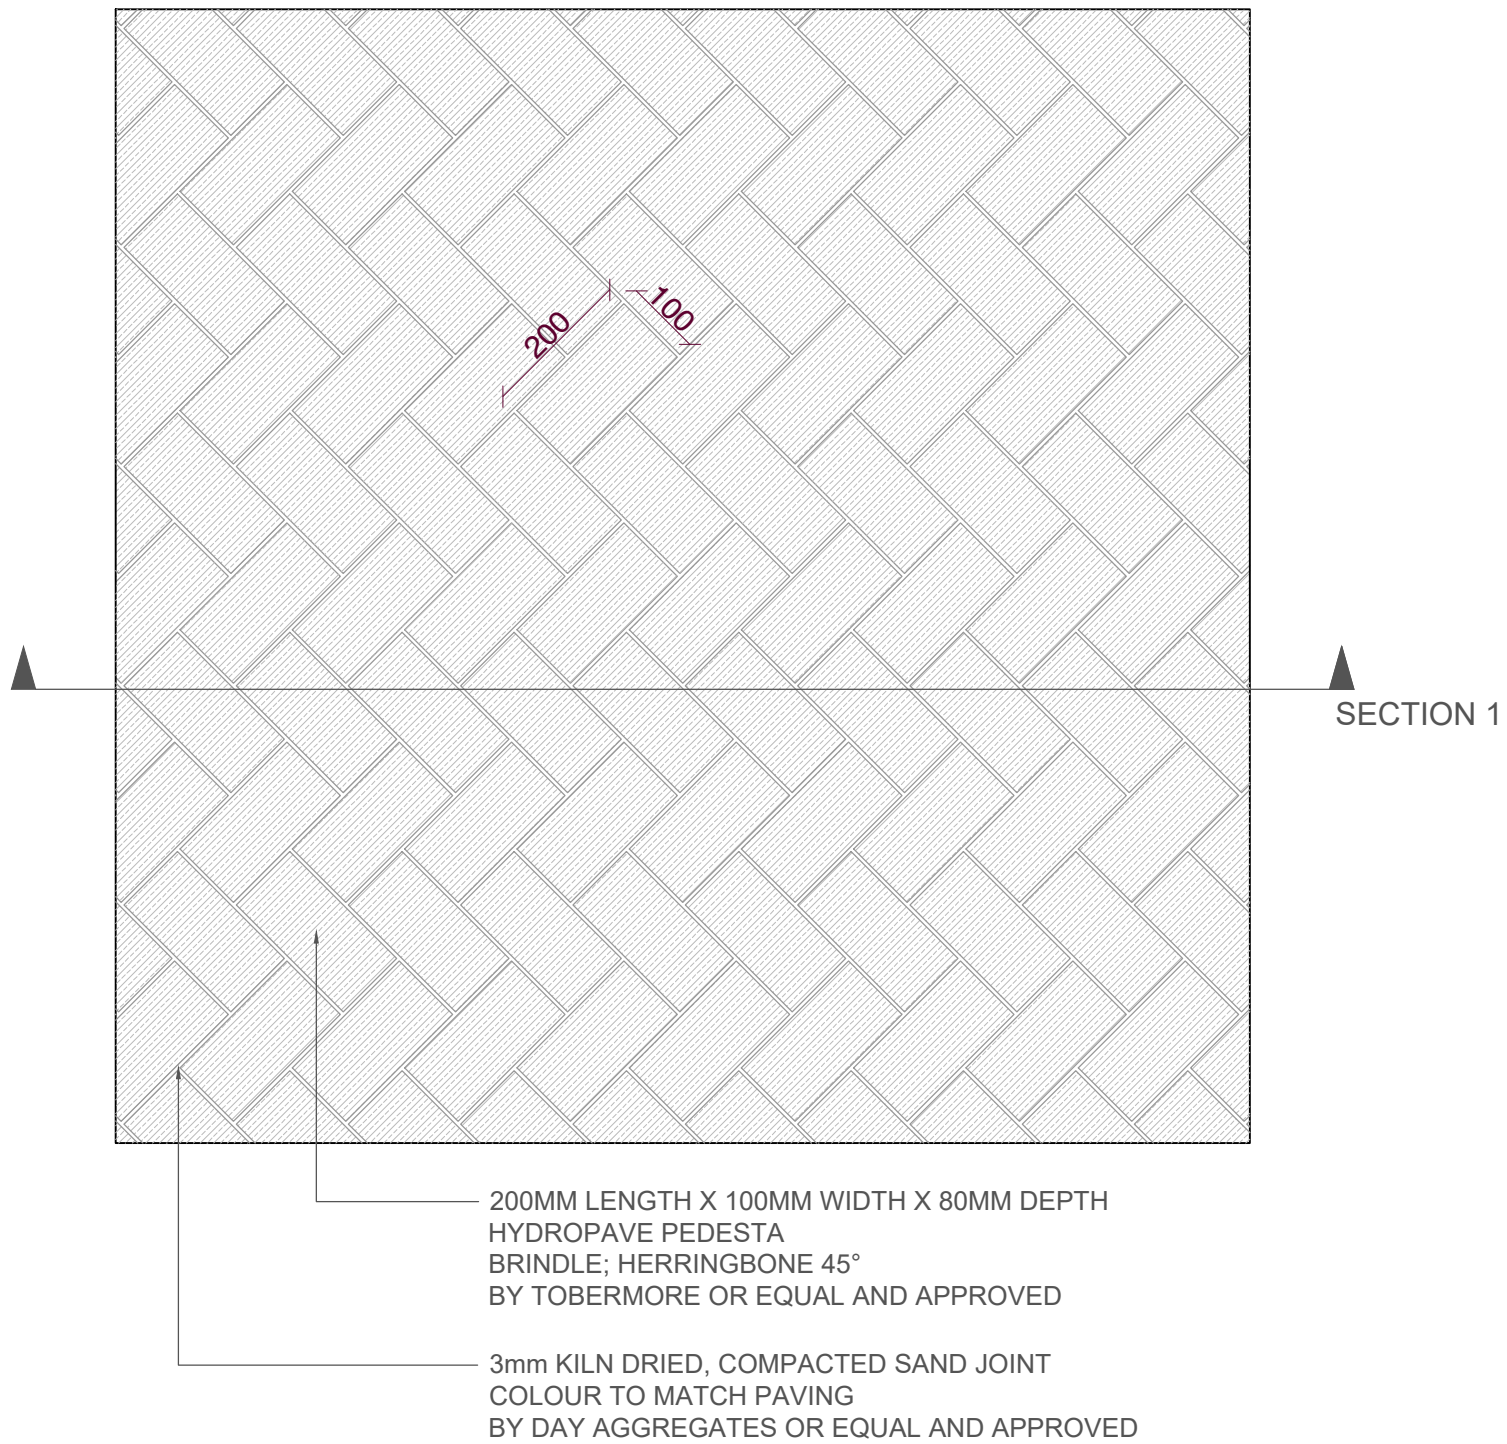 200
100
SECTION 1
200MM LENGTH X 100MM WIDTH X 80MM DEPTH
HYDROPAVE PEDESTA
BRINDLE; HERRINGBONE 45°
BY TOBERMORE OR EQUAL AND APPROVED
3mm KILN DRIED, COMPACTED SAND JOINT
COLOUR TO MATCH PAVING
BY DAY AGGREGATES OR EQUAL AND APPROVED